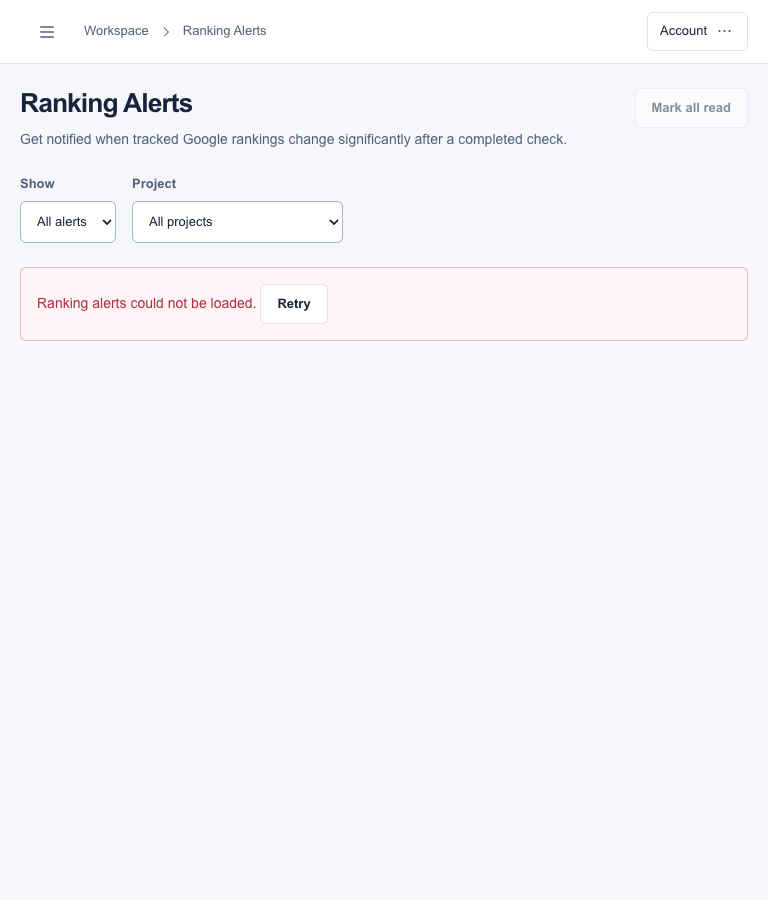 Workspace
Ranking Alerts
Account ···
Ranking Alerts
Mark all read
Get notified when tracked Google rankings change significantly after a completed check.
Show
Project
All alerts
All projects
Ranking alerts could not be loaded.
Retry